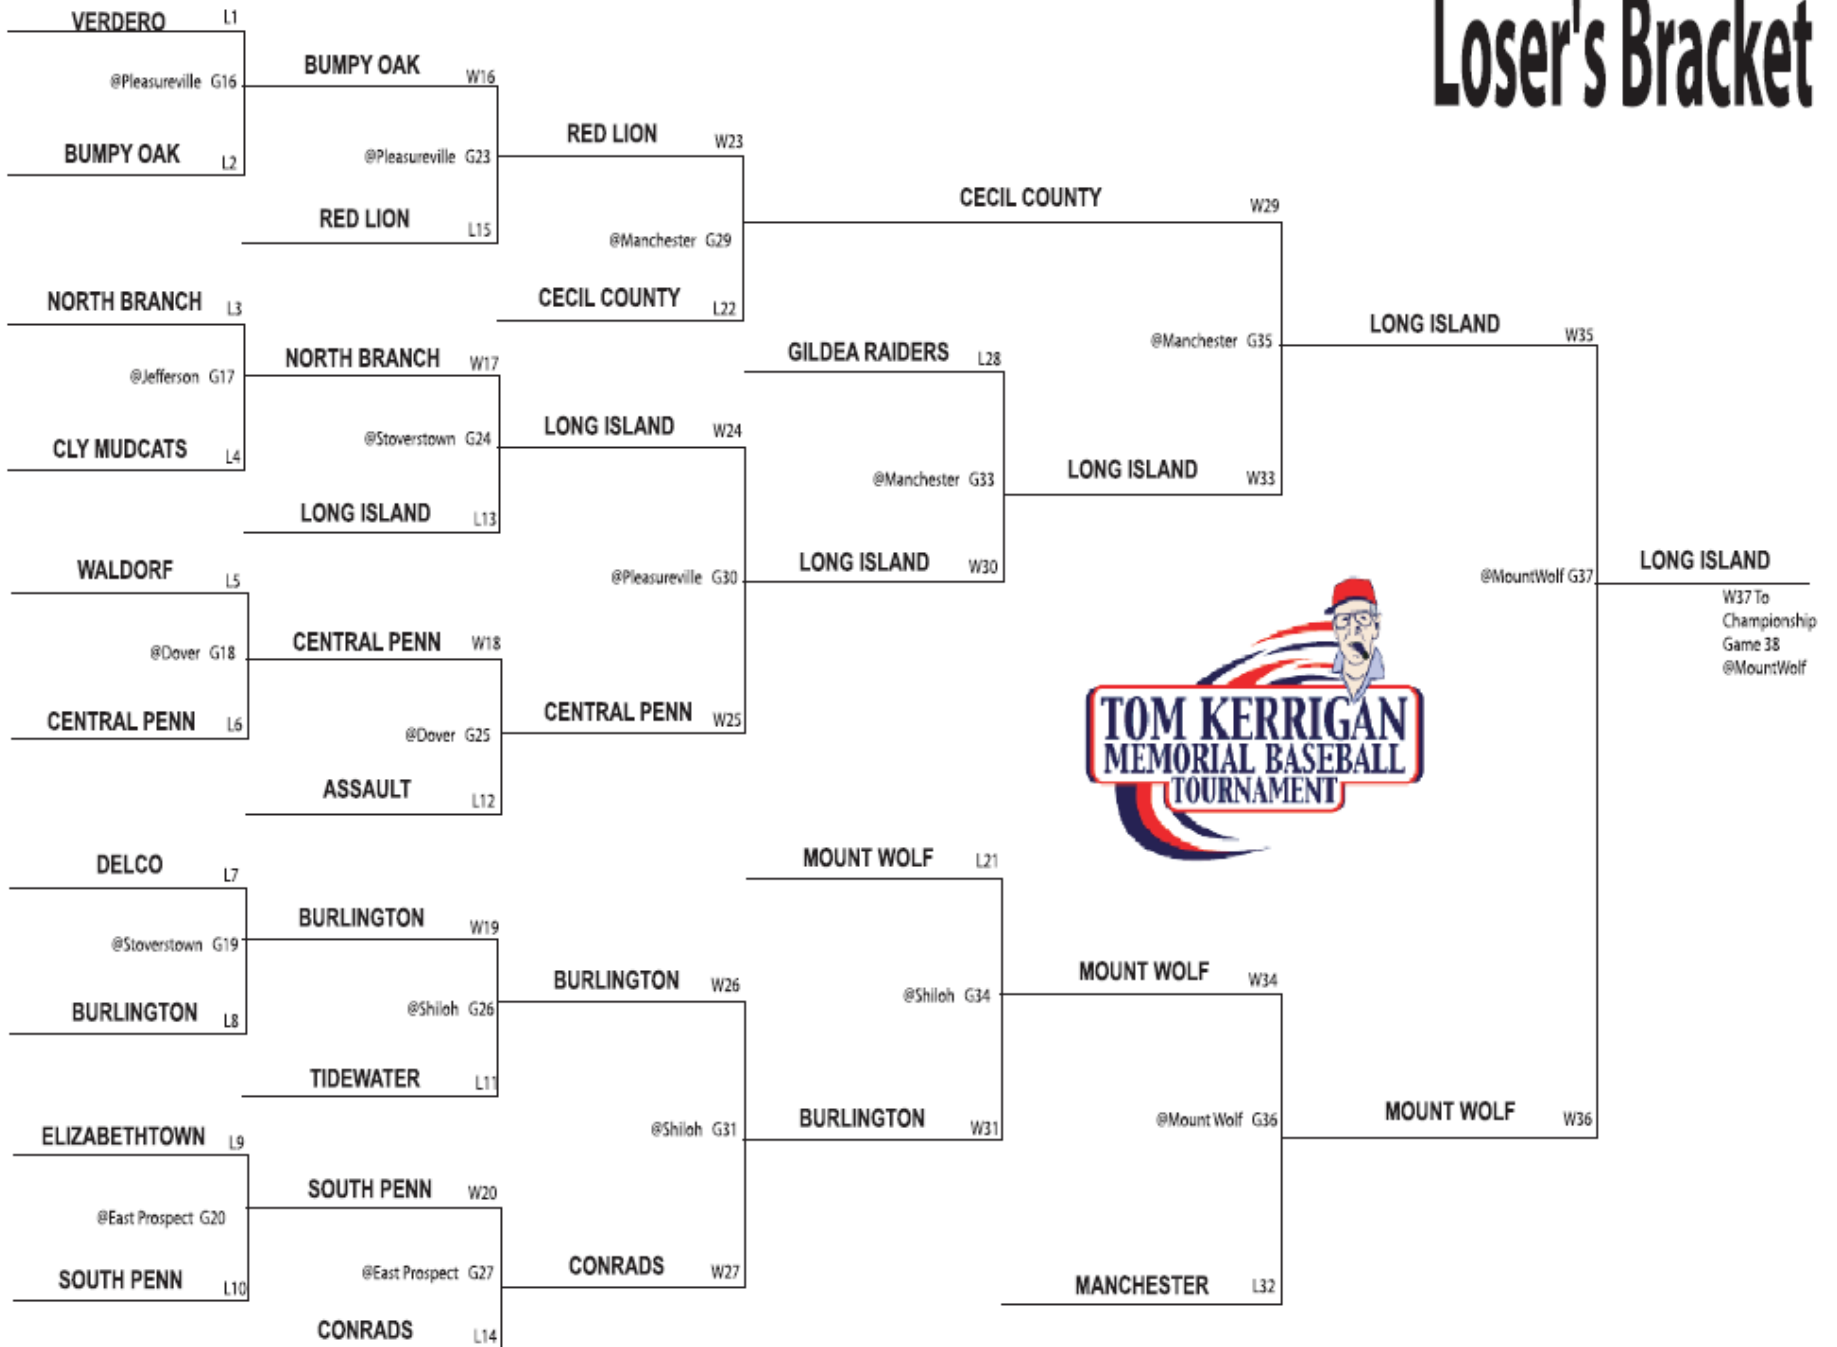 Loser's Bracket
VERDERO L1
@Pleasureville G16
BUMPY OAK L2
BUMPY OAK W16
@Pleasureville G23
RED LION L15
RED LION W23
@Manchester G29
CECIL COUNTY L22
CECIL COUNTY W29
NORTH BRANCH L3
@Jefferson G17
CLY MUDCATS L4
NORTH BRANCH W17
@Stoverstown G24
LONG ISLAND L13
LONG ISLAND W24
GILDEA RAIDERS L28
@Manchester G33
LONG ISLAND W30
@Manchester G35
LONG ISLAND W33
LONG ISLAND W35
WALDORF L5
@Dover G18
CENTRAL PENN L6
CENTRAL PENN W18
@Dover G25
ASSAULT L12
@Pleasureville G30
CENTRAL PENN W25
@MountWolf G37
LONG ISLAND
W37 To
Championship
Game 38
@MountWolf
TOM KERRIGAN
MEMORIAL BASEBALL
TOURNAMENT
DELCO L7
@Stoverstown G19
BURLINGTON L8
BURLINGTON W19
@Shiloh G26
TIDEWATER L11
BURLINGTON W26
@Shiloh G31
MOUNT WOLF L21
@Shiloh G34
BURLINGTON W31
MOUNT WOLF W34
@Mount Wolf G36
MANCHESTER L32
MOUNT WOLF W36
ELIZABETHTOWN L9
@East Prospect G20
SOUTH PENN L10
SOUTH PENN W20
@East Prospect G27
CONRADS L14
CONRADS W27